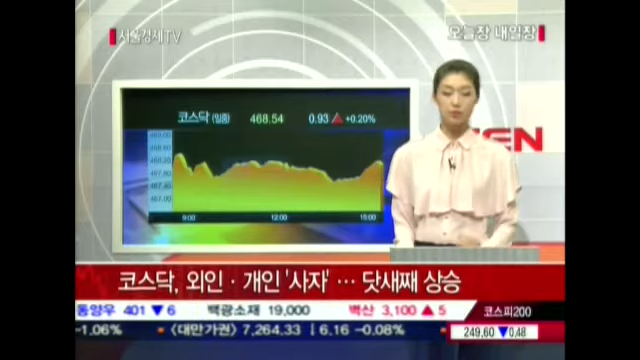 서울경제TV
오늘장 내일장
코스닥 (일중) 468.54 0.93 ▲ +0.20%
9:00 12:00 15:00
EN
코스닥, 외인·개인 '사자' … 닷새째 상승
동양우 401 ▼6 백광소재 19,000 백산 3,100 ▲5 코스피200
-1.06% · <대만가권> 7,264.33 ↓6.16 -0.08% · 249.60 ▼0.48